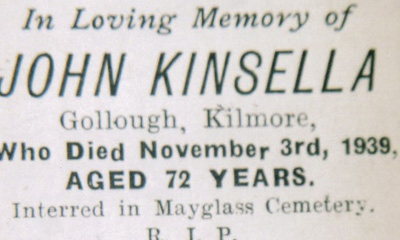 In Loving Memory of
JOHN KINSELLA
Gollough, Kilmore,
Who Died November 3rd, 1939,
AGED 72 YEARS.
Interred in Mayglass Cemetery.
R. I. P.